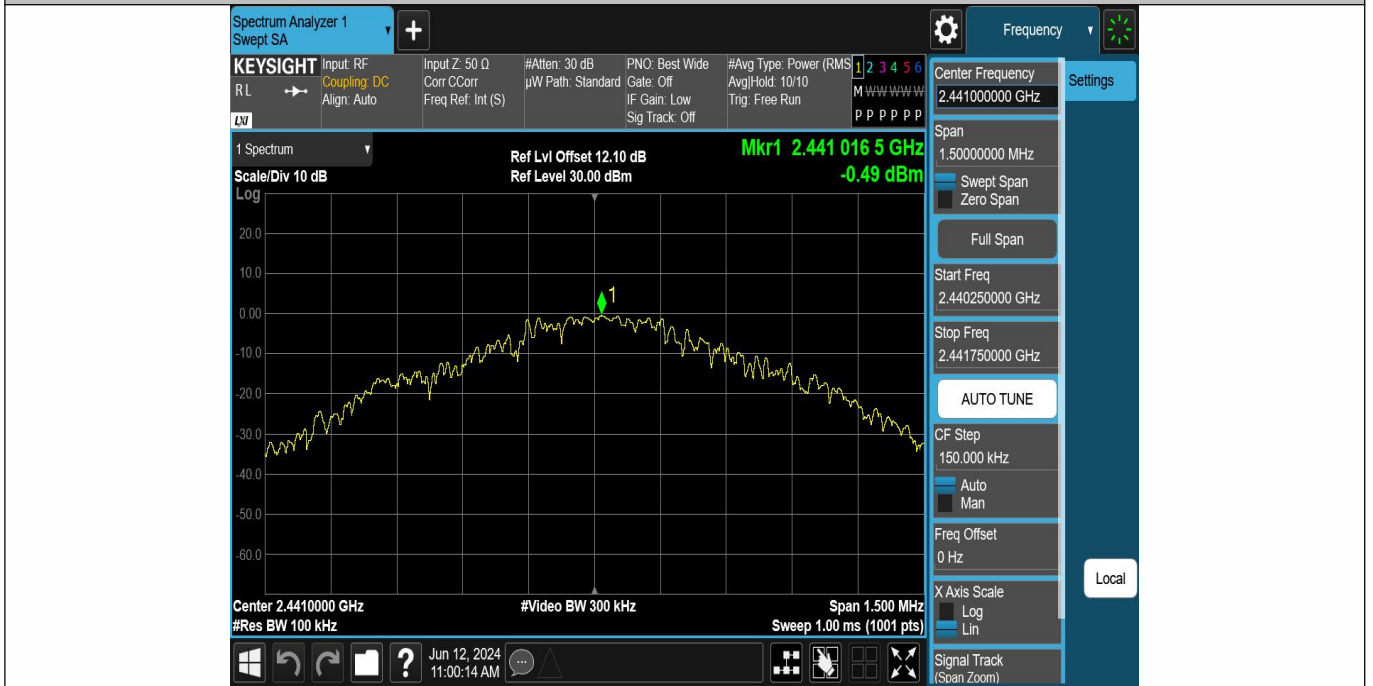 Spectrum Analyzer 1
Swept SA
+
Frequency
KEYSIGHT
RL
LXI
Input: RF
Coupling: DC
Align: Auto
Input Z: 50 Ω
Corr CCorr
Freq Ref: Int (S)
#Atten: 30 dB
µW Path: Standard
PNO: Best Wide
Gate: Off
IF Gain: Low
Sig Track: Off
#Avg Type: Power (RMS
Avg|Hold: 10/10
Trig: Free Run
1 2 3 4 5 6
M W W W W W
P P P P P P
1 Spectrum
Scale/Div 10 dB
Log
Ref Lvl Offset 12.10 dB
Ref Level 30.00 dBm
Mkr1 2.441 016 5 GHz
-0.49 dBm
20.0
10.0
0.00
-10.0
-20.0
-30.0
-40.0
-50.0
-60.0
1
Center 2.4410000 GHz
#Res BW 100 kHz
#Video BW 300 kHz
Span 1.500 MHz
Sweep 1.00 ms (1001 pts)
Center Frequency
2.441000000 GHz
Settings
Span
1.50000000 MHz
Swept Span
Zero Span
Full Span
Start Freq
2.440250000 GHz
Stop Freq
2.441750000 GHz
AUTO TUNE
CF Step
150.000 kHz
Auto
Man
Freq Offset
0 Hz
X Axis Scale
Log
Lin
Local
Signal Track
(Span Zoom)
?
Jun 12, 2024
11:00:14 AM